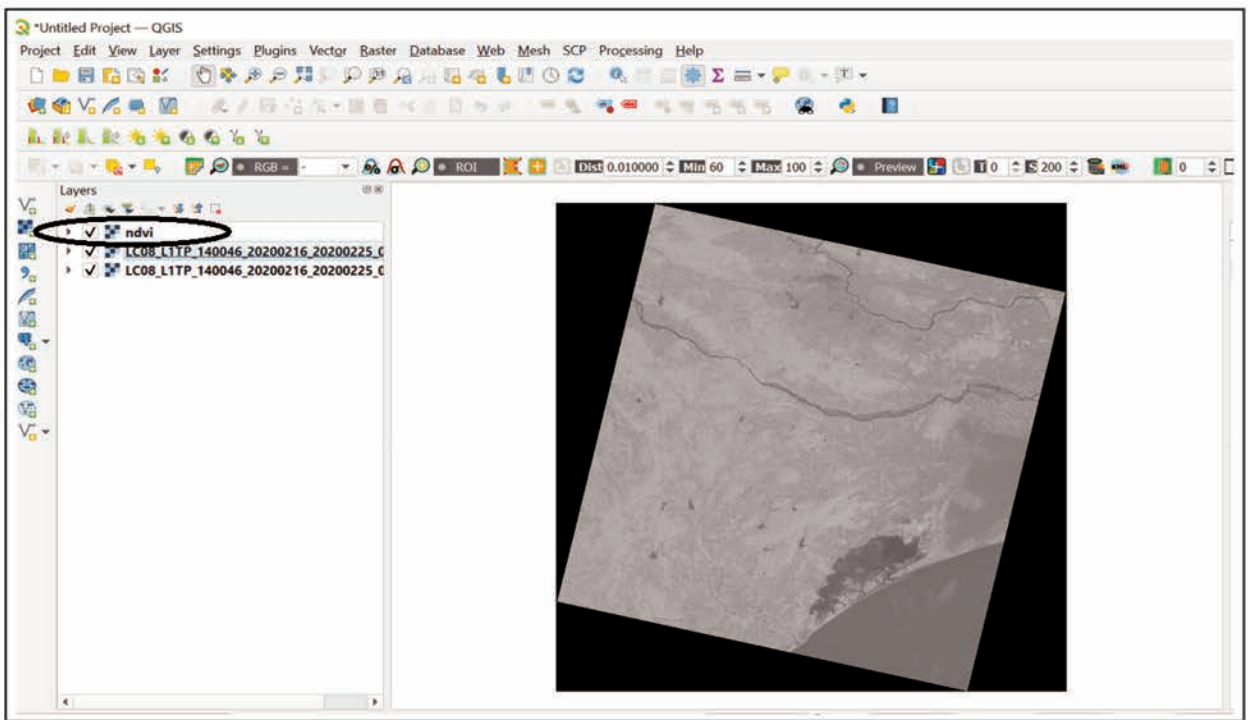 *Untitled Project — QGIS
Project Edit View Layer Settings Plugins Vector Raster Database Web Mesh SCP Processing Help
RGB = - ROI Dist 0.010000 Min 60 Max 100 Preview T 0 S 200 0
Layers
ndvi
LC08_L1TP_140046_20200216_20200225_0
LC08_L1TP_140046_20200216_20200225_0